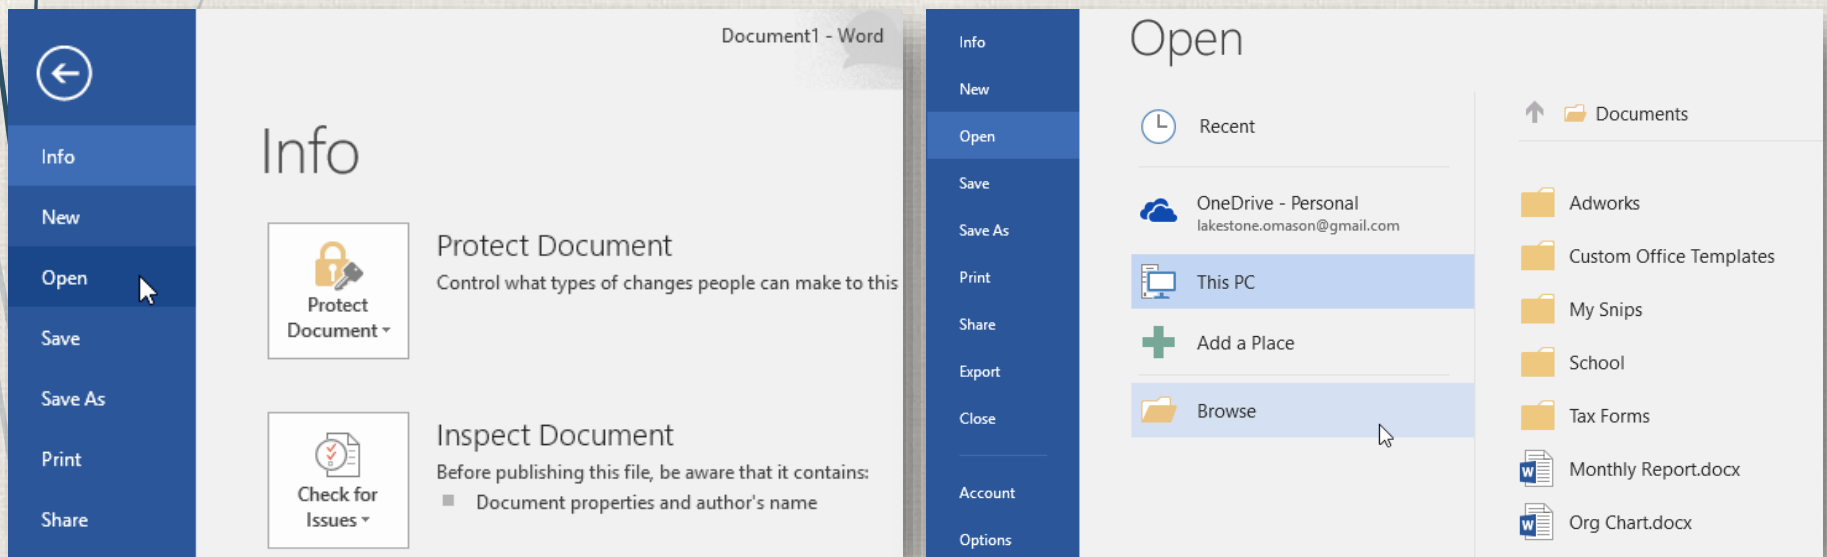 Document1 - Word
Info
New
Open
Save
Save As
Print
Share
Info
Protect
Document
Protect Document
Control what types of changes people can make to this
Check for
Issues
Inspect Document
Before publishing this file, be aware that it contains:
Document properties and author's name
Info
New
Open
Save
Save As
Print
Share
Export
Close
Account
Options
Open
Recent
OneDrive - Personal
lakestone.omason@gmail.com
This PC
Add a Place
Browse
Documents
Adworks
Custom Office Templates
My Snips
School
Tax Forms
W Monthly Report.docx
W Org Chart.docx